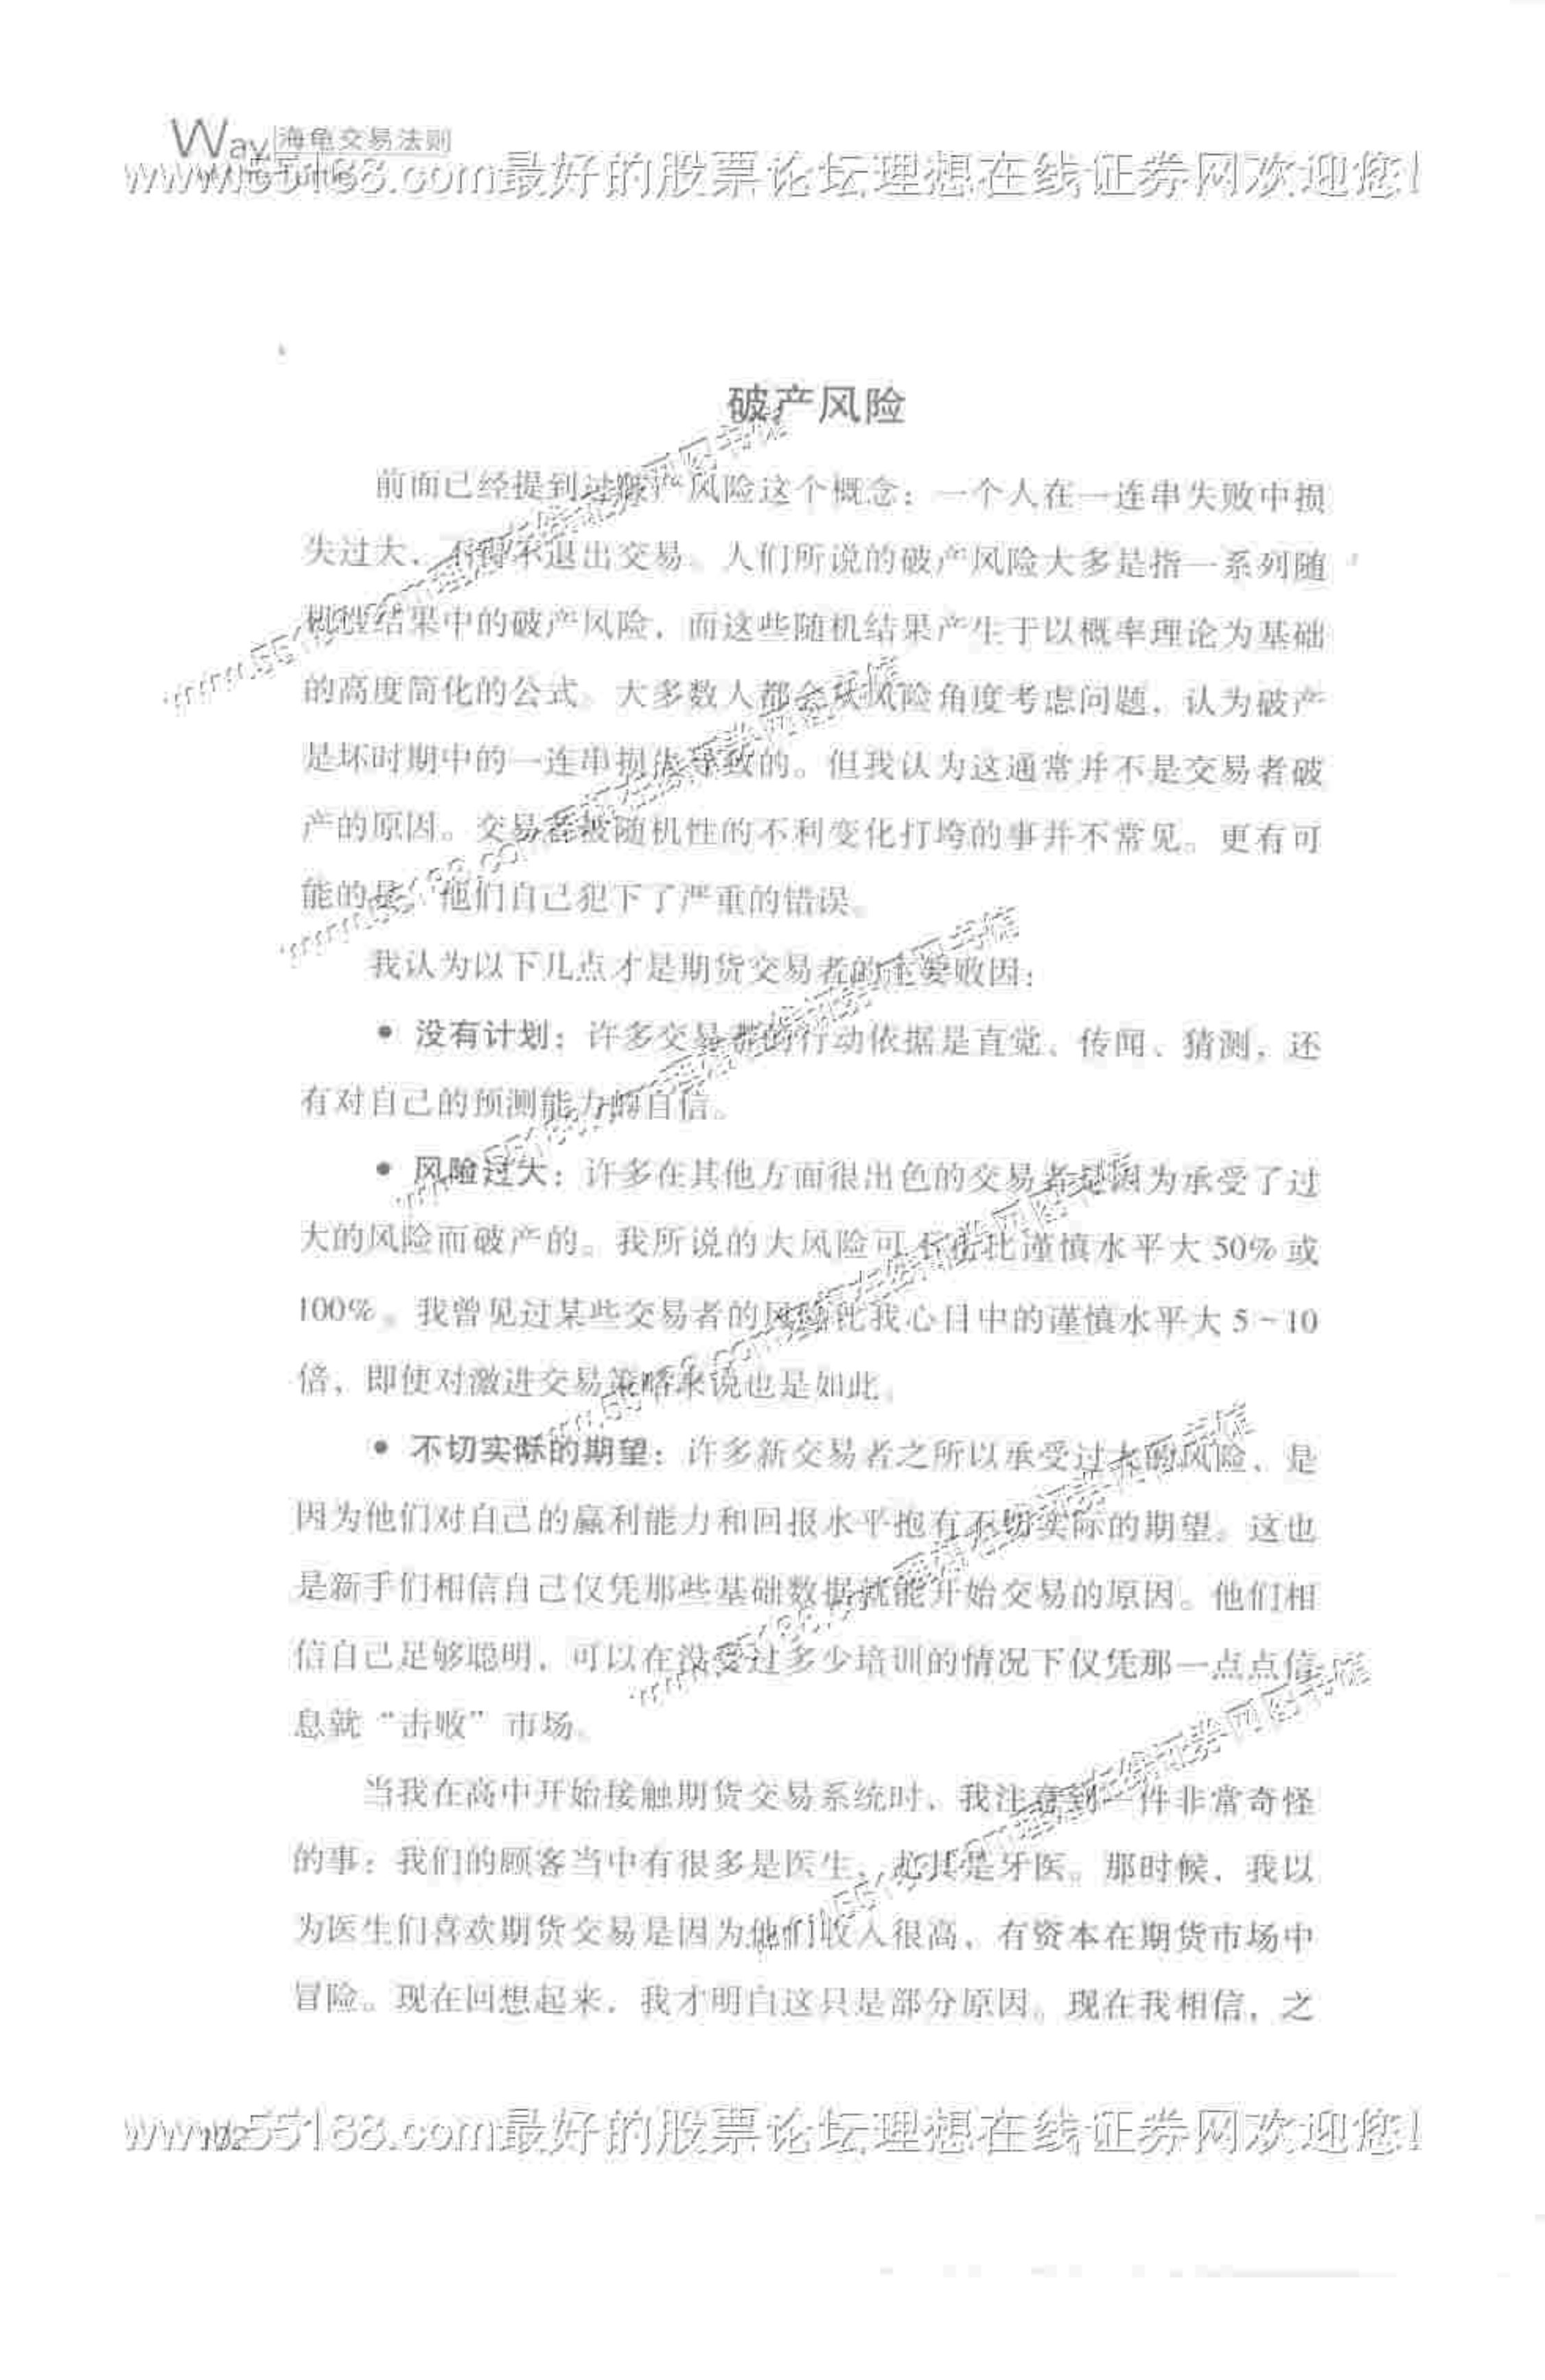 Way 海龟交易法则
of the Turtle
www.55188.com最好的股票论坛理想在线证券网欢迎您!
破产风险
前面已经提到过破产风险这个概念：一个人在一连串失败中损
失过大，不得不退出交易。人们所说的破产风险大多是指一系列随
机性结果中的破产风险，而这些随机结果产生于以概率理论为基础
的高度简化的公式。大多数人都会从风险角度考虑问题，认为破产
是坏时期中的一连串损失导致的。但我认为这通常并不是交易者破
产的原因。交易者被随机性的不利变化打垮的事并不常见。更有可
能的是，他们自己犯下了严重的错误。
我认为以下几点才是期货交易者的主要败因：
● 没有计划：许多交易者的行动依据是直觉、传闻、猜测，还
有对自己的预测能力的自信。
● 风险过大：许多在其他方面很出色的交易者是因为承受了过
大的风险而破产的。我所说的大风险可不仅比谨慎水平大 50% 或
100%。我曾见过某些交易者的风险比我心目中的谨慎水平大 5~10
倍，即使对激进交易策略来说也是如此。
● 不切实际的期望：许多新交易者之所以承受过大的风险，是
因为他们对自己的赢利能力和回报水平抱有不切实际的期望。这也
是新手们相信自己仅凭那些基础数据就能开始交易的原因。他们相
信自己足够聪明，可以在没受过多少培训的情况下仅凭那一点点信
息就“击败”市场。
当我在高中开始接触期货交易系统时，我注意到一件非常奇怪
的事：我们的顾客当中有很多是医生，尤其是牙医。那时候，我以
为医生们喜欢期货交易是因为他们收入很高，有资本在期货市场中
冒险。现在回想起来，我才明白这只是部分原因。现在我相信，之
102
www.55188.com最好的股票论坛理想在线证券网欢迎您!